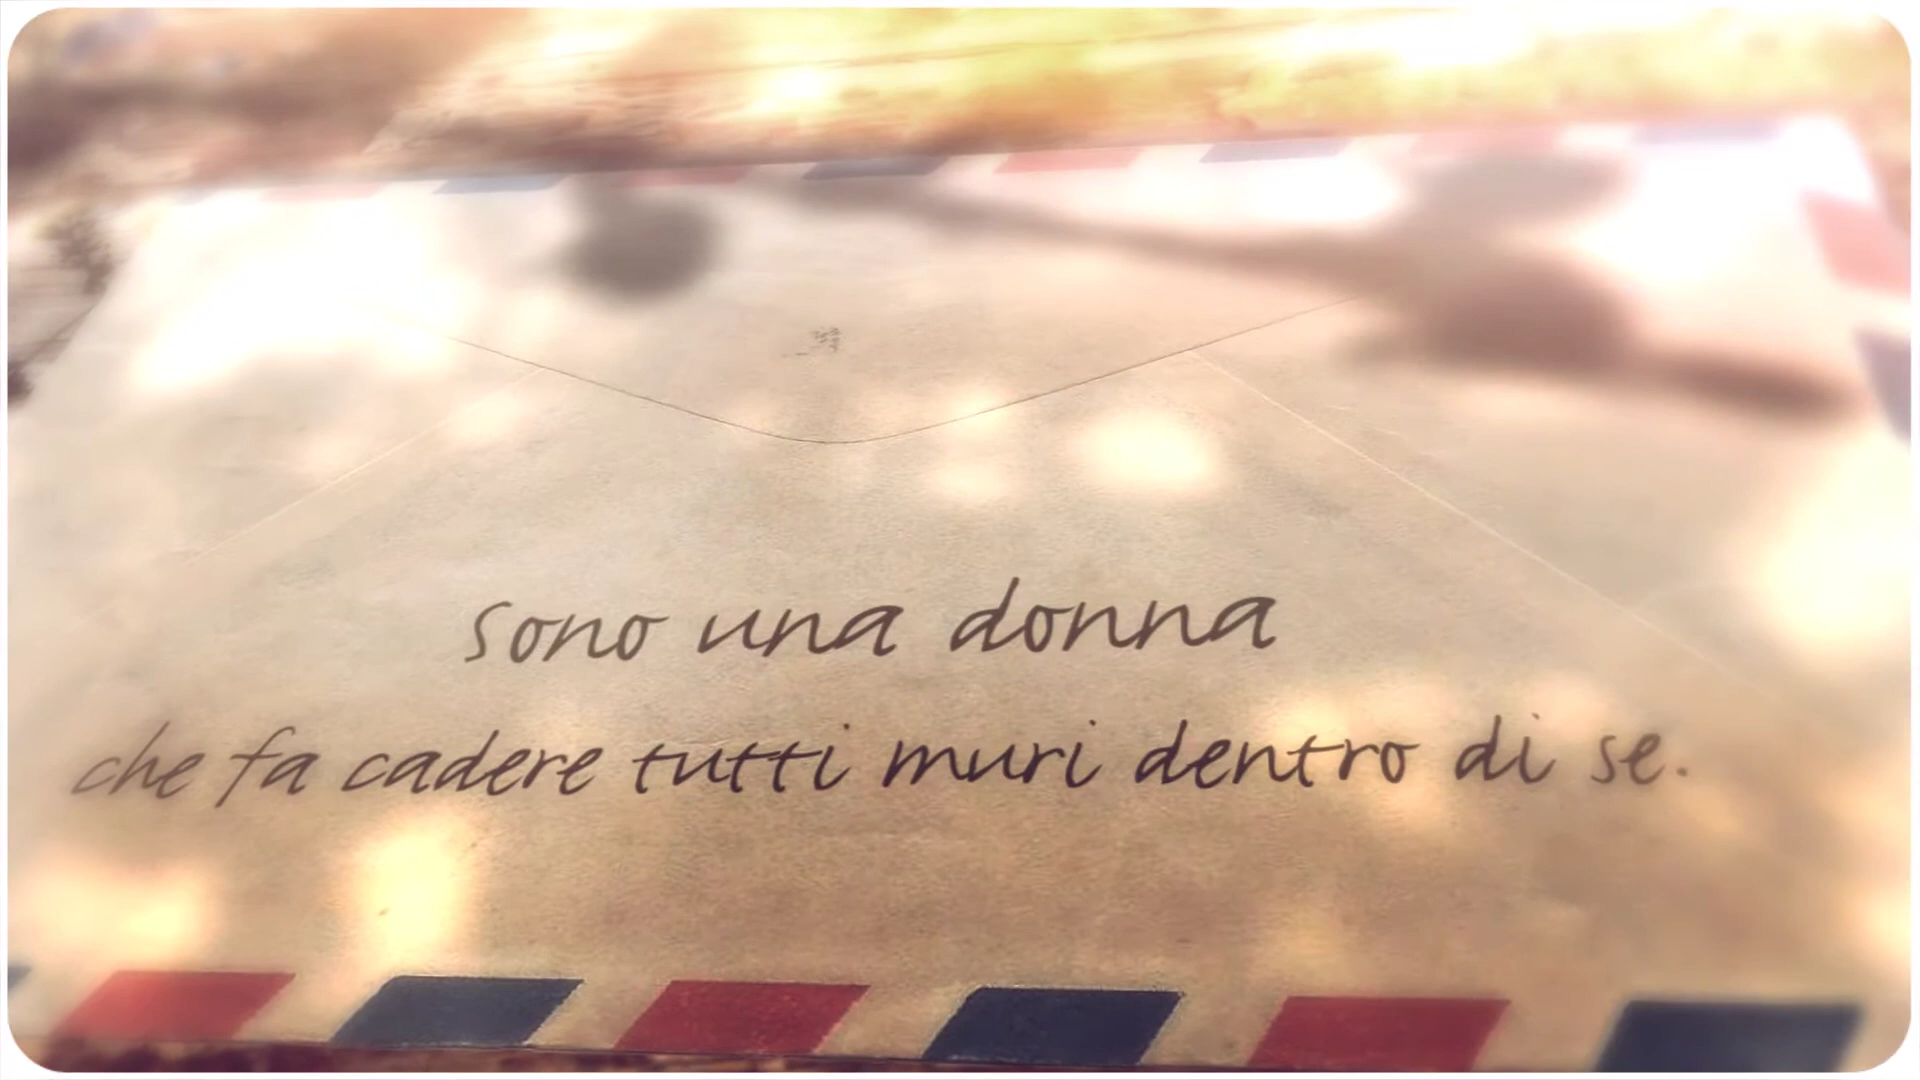 sono una donna
che fa cadere tutti muri dentro di se.